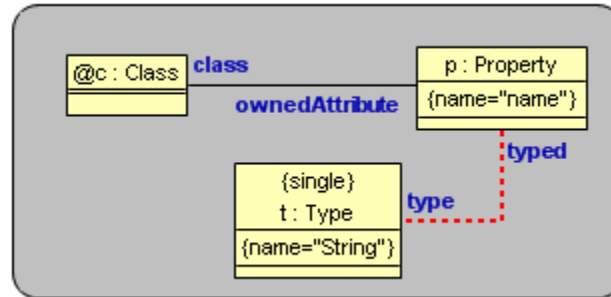 @c : Class
class
ownedAttribute
p : Property
{name="name"}
typed
{single}
t : Type
{name="String"}
type